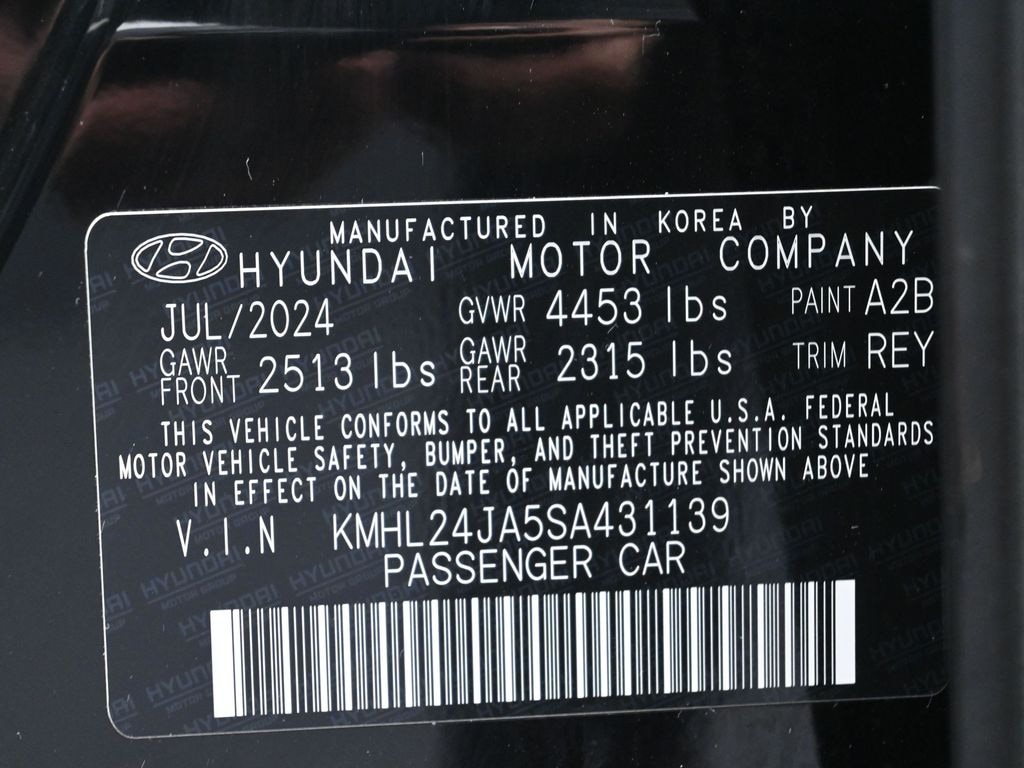 MANUFACTURED IN KOREA BY
HYUNDAI MOTOR COMPANY
JUL/2024 GVWR 4453 lbs PAINT A2B
GAWR FRONT 2513 lbs GAWR REAR 2315 lbs TRIM REY
THIS VEHICLE CONFORMS TO ALL APPLICABLE U.S.A. FEDERAL
MOTOR VEHICLE SAFETY, BUMPER, AND THEFT PREVENTION STANDARDS
IN EFFECT ON THE DATE OF MANUFACTURE SHOWN ABOVE
V.I.N KMHL24JA5SA431139
PASSENGER CAR